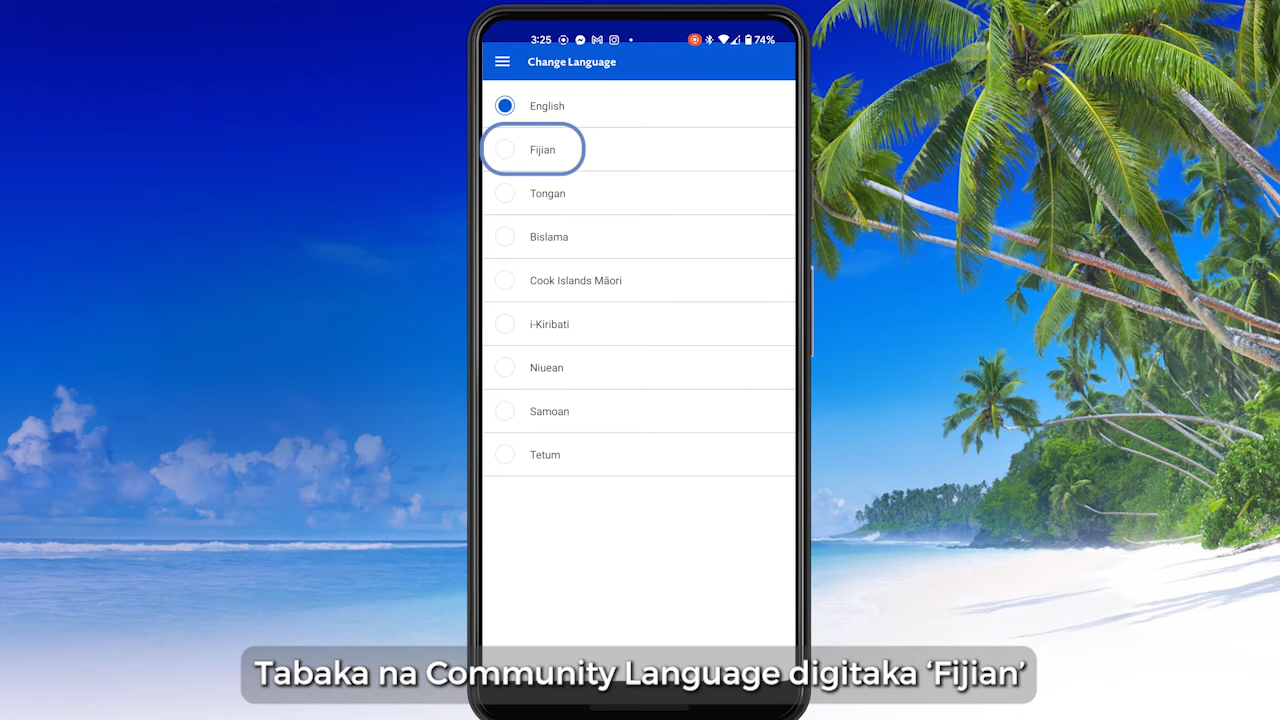 3:25
74%
Change Language
English
Fijian
Tongan
Bislama
Cook Islands Māori
i-Kiribati
Niuean
Samoan
Tetum
Tabaka na Community Language digitaka ‘Fijian’